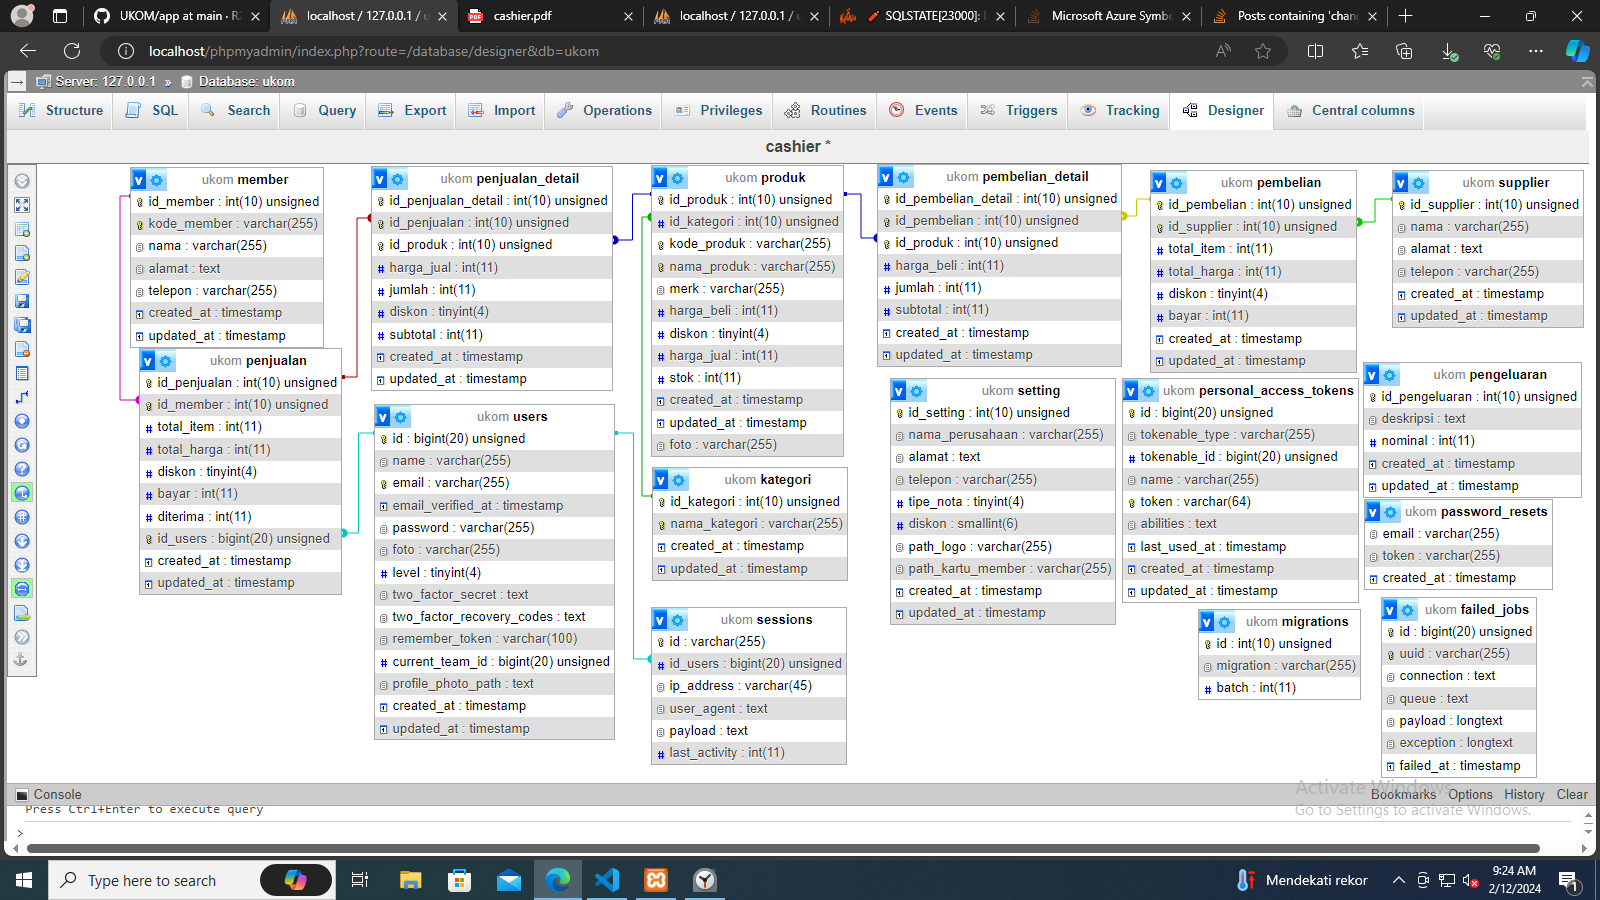 UKOM/app at main · R
localhost / 127.0.0.1 / u
cashier.pdf
localhost / 127.0.0.1 / u
SQLSTATE[23000]:
Microsoft Azure Symbo
Posts containing 'chan
localhost/phpmyadmin/index.php?route=/database/designer&db=ukom
Server: 127.0.0.1 » Database: ukom
Structure SQL Search Query Export Import Operations Privileges Routines Events Triggers Tracking Designer Central columns
cashier *
ukom member
id_member : int(10) unsigned
kode_member : varchar(255)
nama : varchar(255)
alamat : text
telepon : varchar(255)
created_at : timestamp
updated_at : timestamp
ukom penjualan
id_penjualan : int(10) unsigned
id_member : int(10) unsigned
total_item : int(11)
total_harga : int(11)
diskon : tinyint(4)
bayar : int(11)
diterima : int(11)
id_users : bigint(20) unsigned
created_at : timestamp
updated_at : timestamp
ukom penjualan_detail
id_penjualan_detail : int(10) unsigned
id_penjualan : int(10) unsigned
id_produk : int(10) unsigned
harga_jual : int(11)
jumlah : int(11)
diskon : tinyint(4)
subtotal : int(11)
created_at : timestamp
updated_at : timestamp
ukom users
id : bigint(20) unsigned
name : varchar(255)
email : varchar(255)
email_verified_at : timestamp
password : varchar(255)
foto : varchar(255)
level : tinyint(4)
two_factor_secret : text
two_factor_recovery_codes : text
remember_token : varchar(100)
current_team_id : bigint(20) unsigned
profile_photo_path : text
created_at : timestamp
updated_at : timestamp
ukom produk
id_produk : int(10) unsigned
id_kategori : int(10) unsigned
kode_produk : varchar(255)
nama_produk : varchar(255)
merk : varchar(255)
harga_beli : int(11)
diskon : tinyint(4)
harga_jual : int(11)
stok : int(11)
created_at : timestamp
updated_at : timestamp
foto : varchar(255)
ukom kategori
id_kategori : int(10) unsigned
nama_kategori : varchar(255)
created_at : timestamp
updated_at : timestamp
ukom sessions
id : varchar(255)
id_users : bigint(20) unsigned
ip_address : varchar(45)
user_agent : text
payload : text
last_activity : int(11)
ukom pembelian_detail
id_pembelian_detail : int(10) unsigned
id_pembelian : int(10) unsigned
id_produk : int(10) unsigned
harga_beli : int(11)
jumlah : int(11)
subtotal : int(11)
created_at : timestamp
updated_at : timestamp
ukom setting
id_setting : int(10) unsigned
nama_perusahaan : varchar(255)
alamat : text
telepon : varchar(255)
tipe_nota : tinyint(4)
diskon : smallint(6)
path_logo : varchar(255)
path_kartu_member : varchar(255)
created_at : timestamp
updated_at : timestamp
ukom pembelian
id_pembelian : int(10) unsigned
id_supplier : int(10) unsigned
total_item : int(11)
total_harga : int(11)
diskon : tinyint(4)
bayar : int(11)
created_at : timestamp
updated_at : timestamp
ukom personal_access_tokens
id : bigint(20) unsigned
tokenable_type : varchar(255)
tokenable_id : bigint(20) unsigned
name : varchar(255)
token : varchar(64)
abilities : text
last_used_at : timestamp
created_at : timestamp
updated_at : timestamp
ukom migrations
id : int(10) unsigned
migration : varchar(255)
batch : int(11)
ukom supplier
id_supplier : int(10) unsigned
nama : varchar(255)
alamat : text
telepon : varchar(255)
created_at : timestamp
updated_at : timestamp
ukom pengeluaran
id_pengeluaran : int(10) unsigned
deskripsi : text
nominal : int(11)
created_at : timestamp
updated_at : timestamp
ukom password_resets
email : varchar(255)
token : varchar(255)
created_at : timestamp
ukom failed_jobs
id : bigint(20) unsigned
uuid : varchar(255)
connection : text
queue : text
payload : longtext
exception : longtext
failed_at : timestamp
Activate Windows
Go to Settings to activate Windows.
Console
Bookmarks Options History Clear
Press Ctrl+Enter to execute query
>
Type here to search
Mendekati rekor
9:24 AM
2/12/2024
1